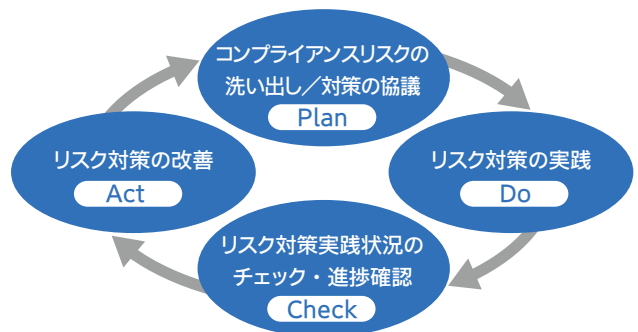 コンプライアンスリスクの
洗い出し／対策の協議
Plan
リスク対策の実践
Do
リスク対策実践状況の
チェック・進捗確認
Check
リスク対策の改善
Act